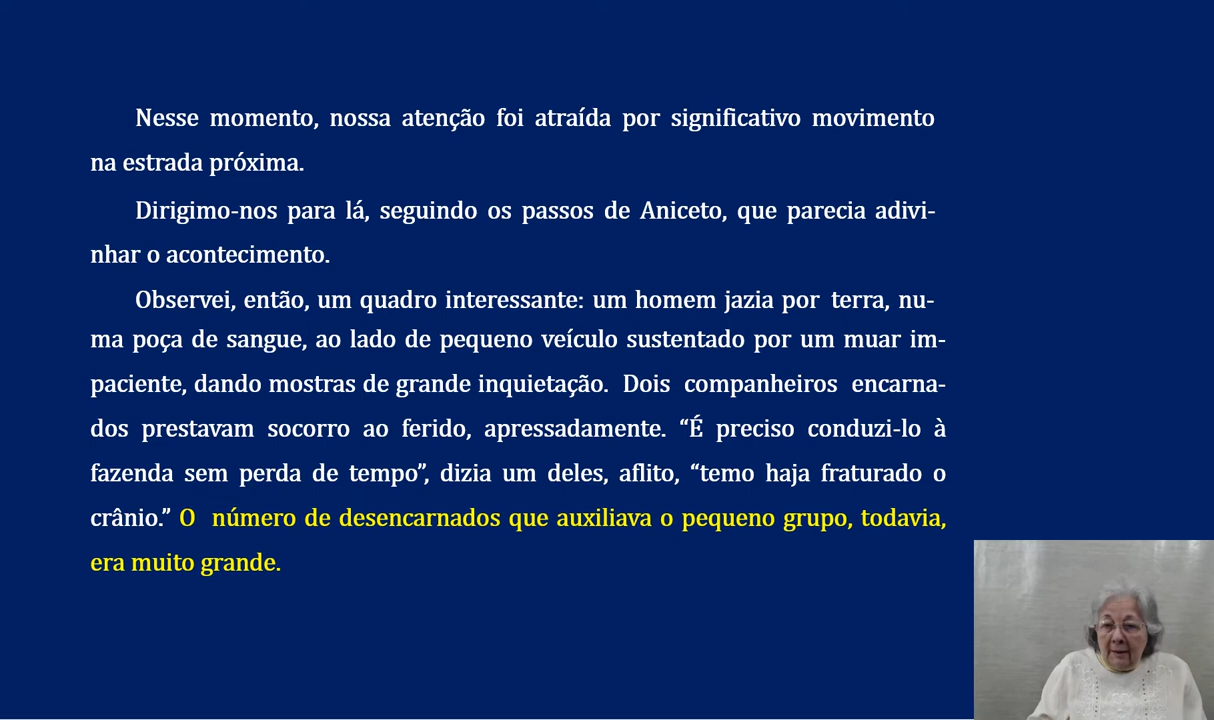 Nesse momento, nossa atenção foi atraída por significativo movimento
na estrada próxima.
Dirigimo-nos para lá, seguindo os passos de Aniceto, que parecia adivi-
nhar o acontecimento.
Observei, então, um quadro interessante: um homem jazia por terra, nu-
ma poça de sangue, ao lado de pequeno veículo sustentado por um muar im-
paciente, dando mostras de grande inquietação. Dois companheiros encarna-
dos prestavam socorro ao ferido, apressadamente. “É preciso conduzi-lo à
fazenda sem perda de tempo”, dizia um deles, aflito, “temo haja fraturado o
crânio.” O número de desencarnados que auxiliava o pequeno grupo, todavia,
era muito grande.